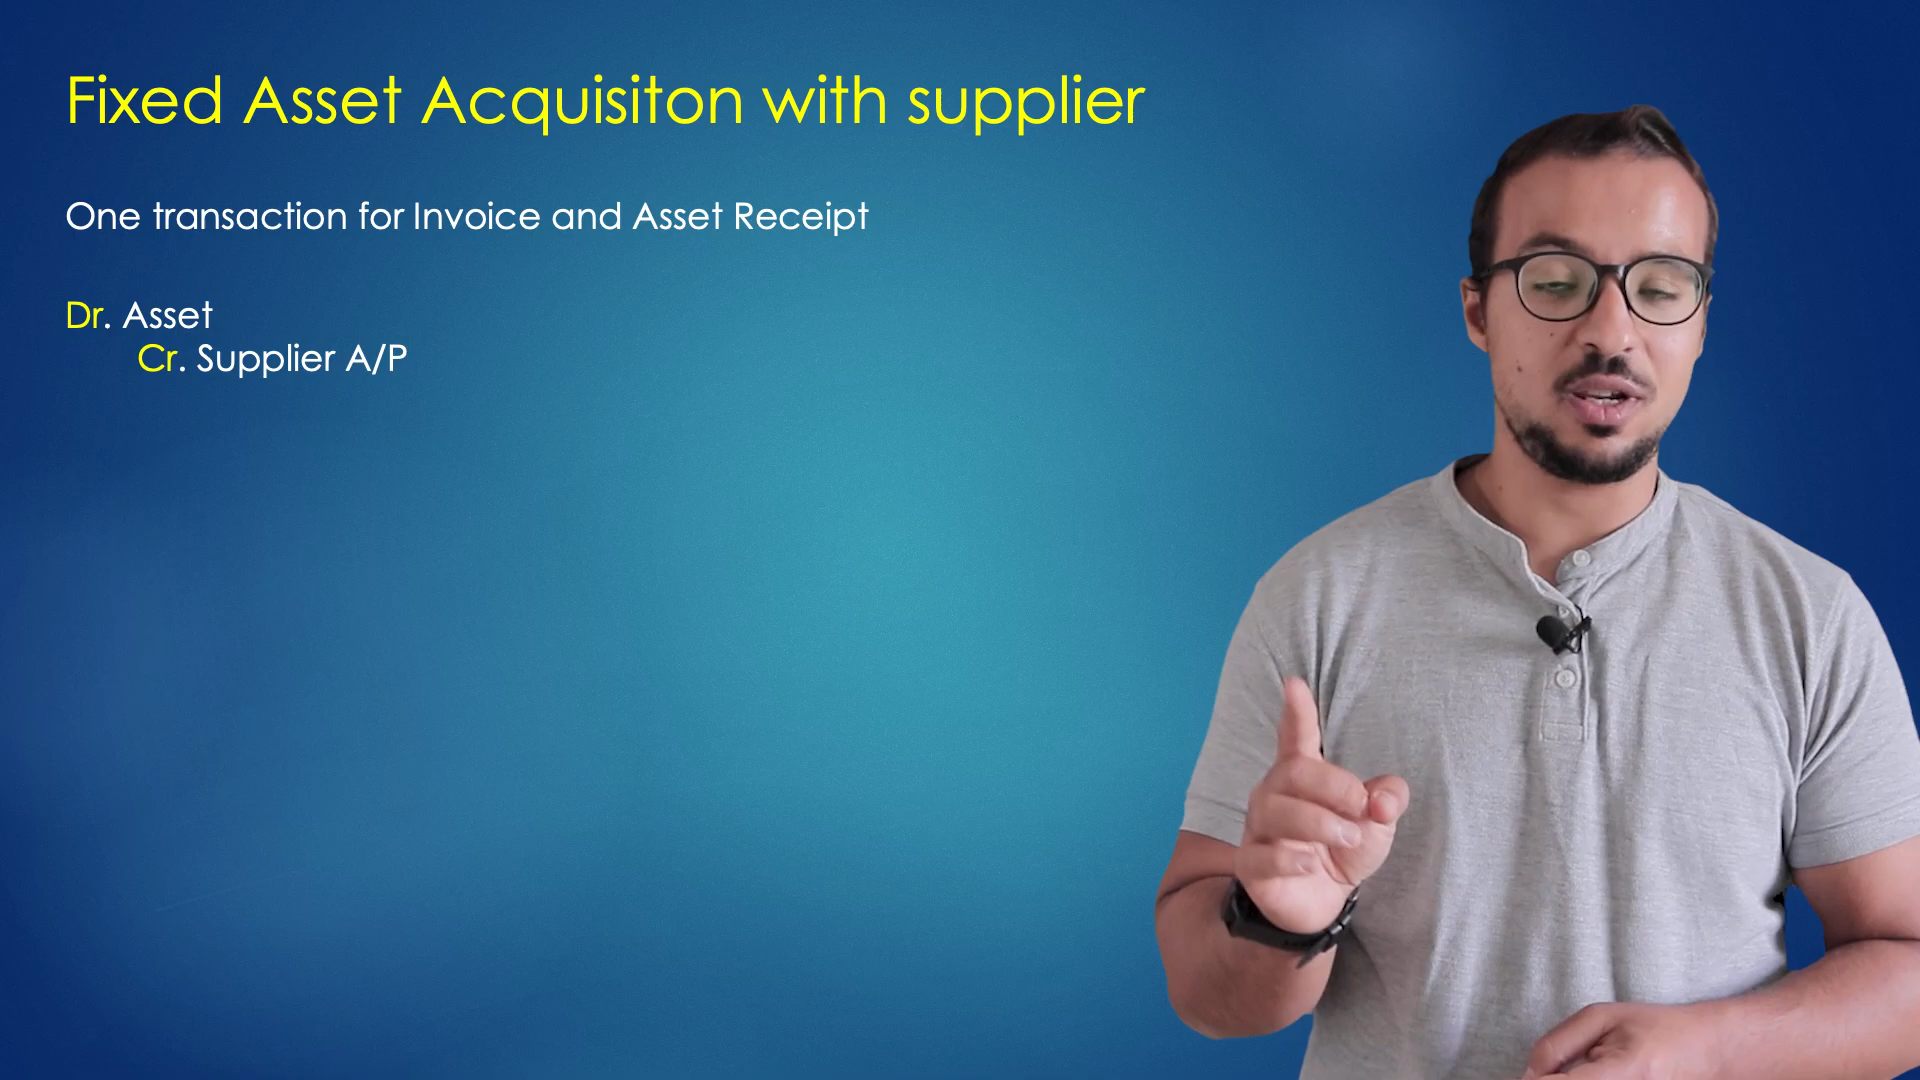 Fixed Asset Acquisiton with supplier
One transaction for Invoice and Asset Receipt
Dr. Asset
Cr. Supplier A/P